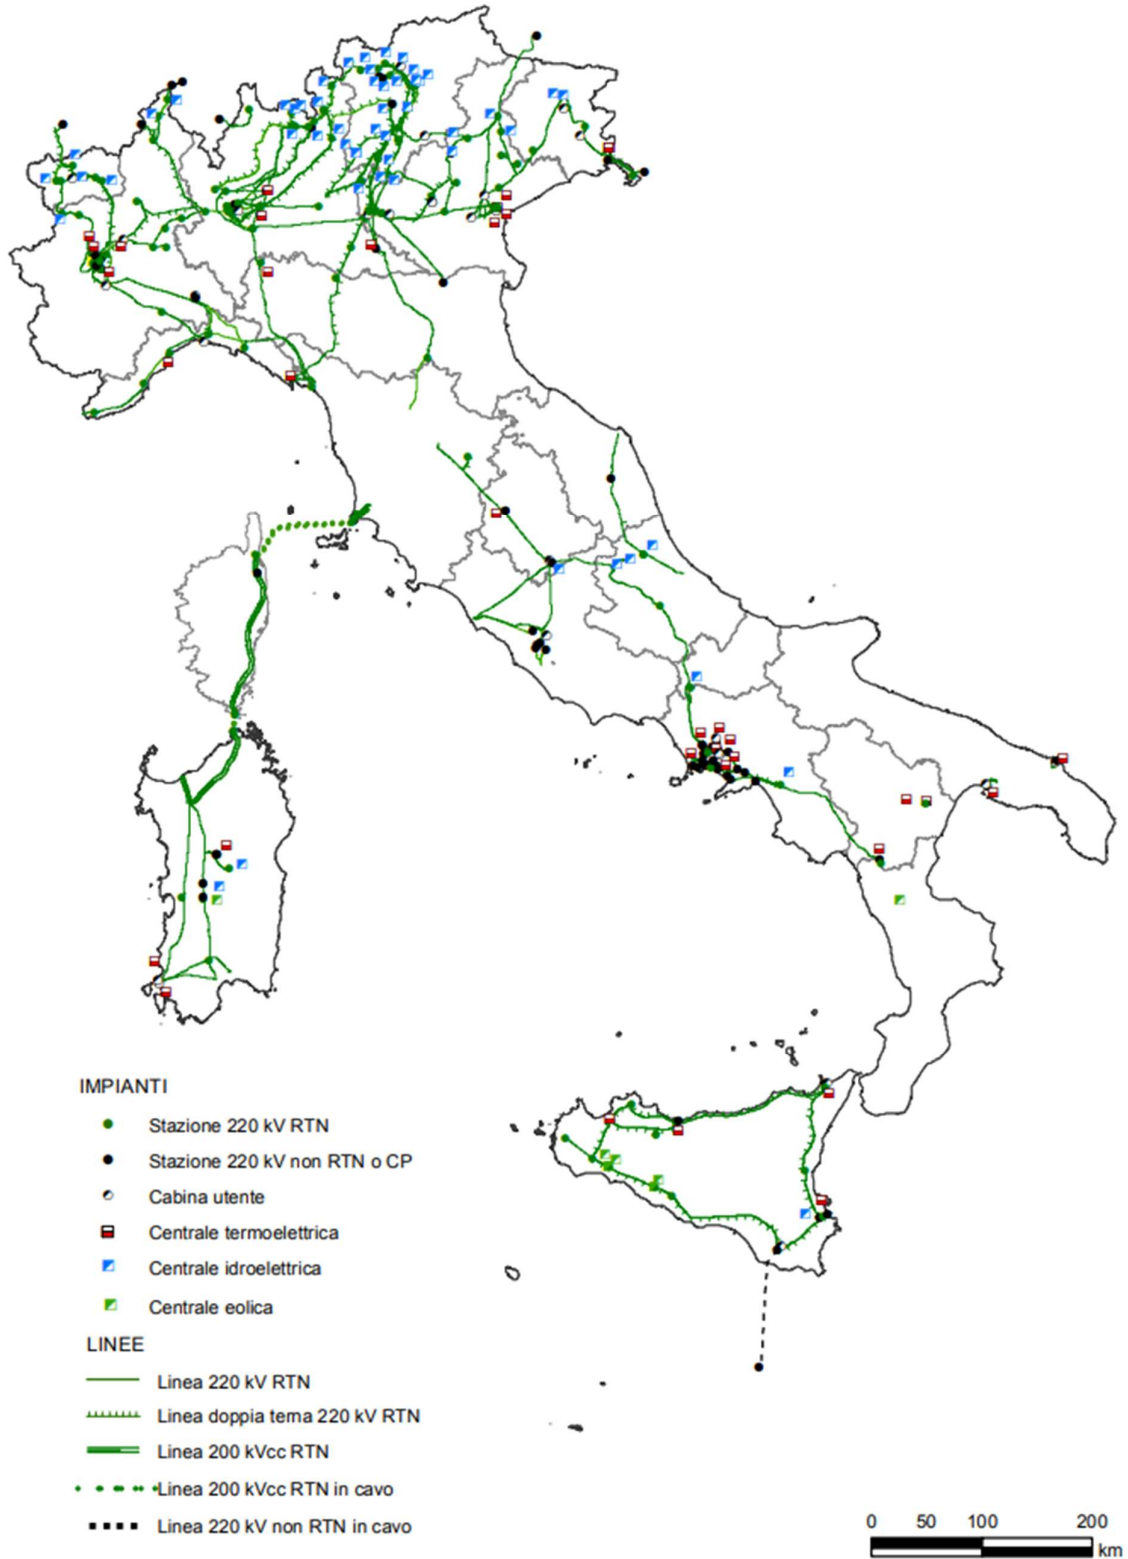 IMPIANTI
Stazione 220 kV RTN
Stazione 220 kV non RTN o CP
Cabina utente
Centrale termoelettrica
Centrale idroelettrica
Centrale eolica
LINEE
Linea 220 kV RTN
Linea doppia terna 220 kV RTN
Linea 200 kVcc RTN
Linea 200 kVcc RTN in cavo
Linea 220 kV non RTN in cavo
0 50 100 200
km